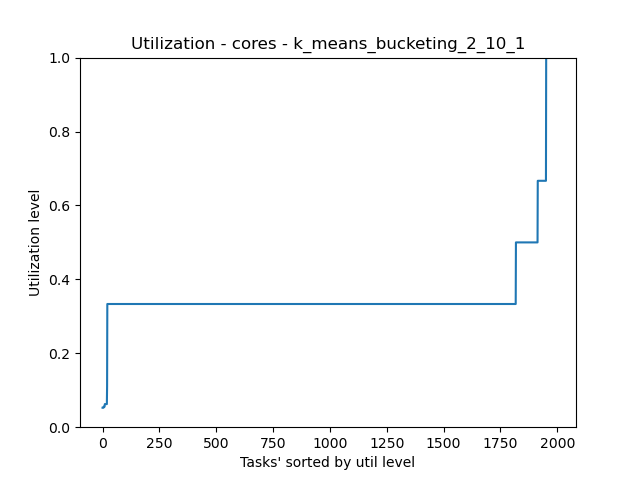 Utilization - cores - k_means_bucketing_2_10_1
1.0
0.8
0.6
0.4
0.2
0.0
Utilization level
0 250 500 750 1000 1250 1500 1750 2000
Tasks' sorted by util level